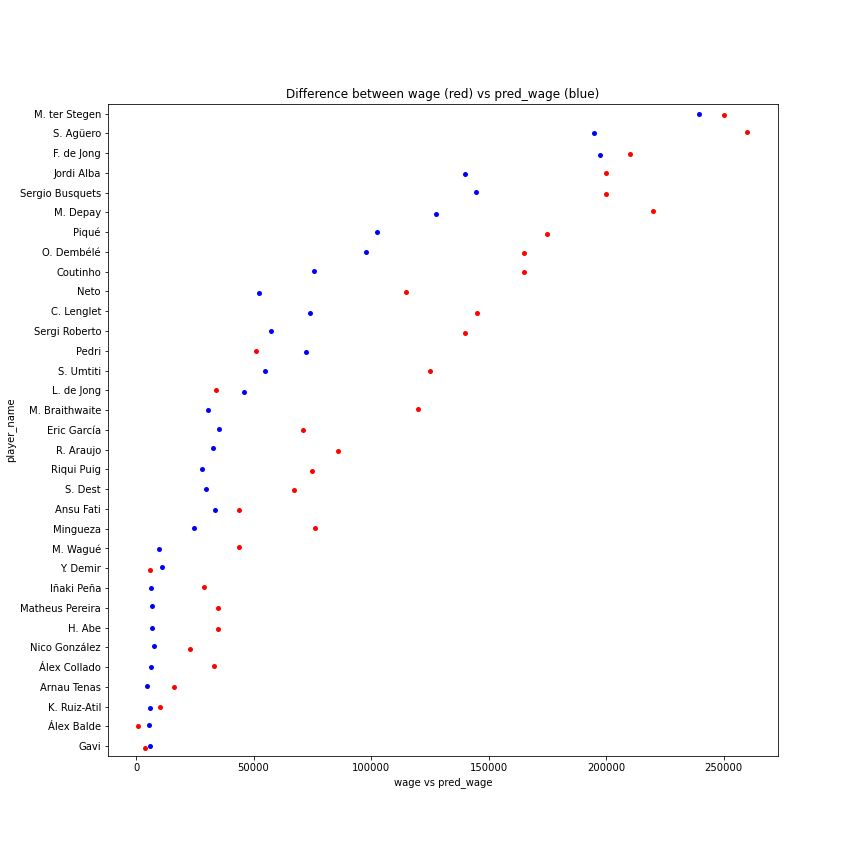 Difference between wage (red) vs pred_wage (blue)
M. ter Stegen
S. Agüero
F. de Jong
Jordi Alba
Sergio Busquets
M. Depay
Piqué
O. Dembélé
Coutinho
Neto
C. Lenglet
Sergi Roberto
Pedri
S. Umtiti
L. de Jong
M. Braithwaite
Eric García
R. Araujo
Riqui Puig
S. Dest
Ansu Fati
Mingueza
M. Wagué
Y. Demir
Iñaki Peña
Matheus Pereira
H. Abe
Nico González
Álex Collado
Arnau Tenas
K. Ruiz-Atil
Álex Balde
Gavi
player_name
0 50000 100000 150000 200000 250000
wage vs pred_wage